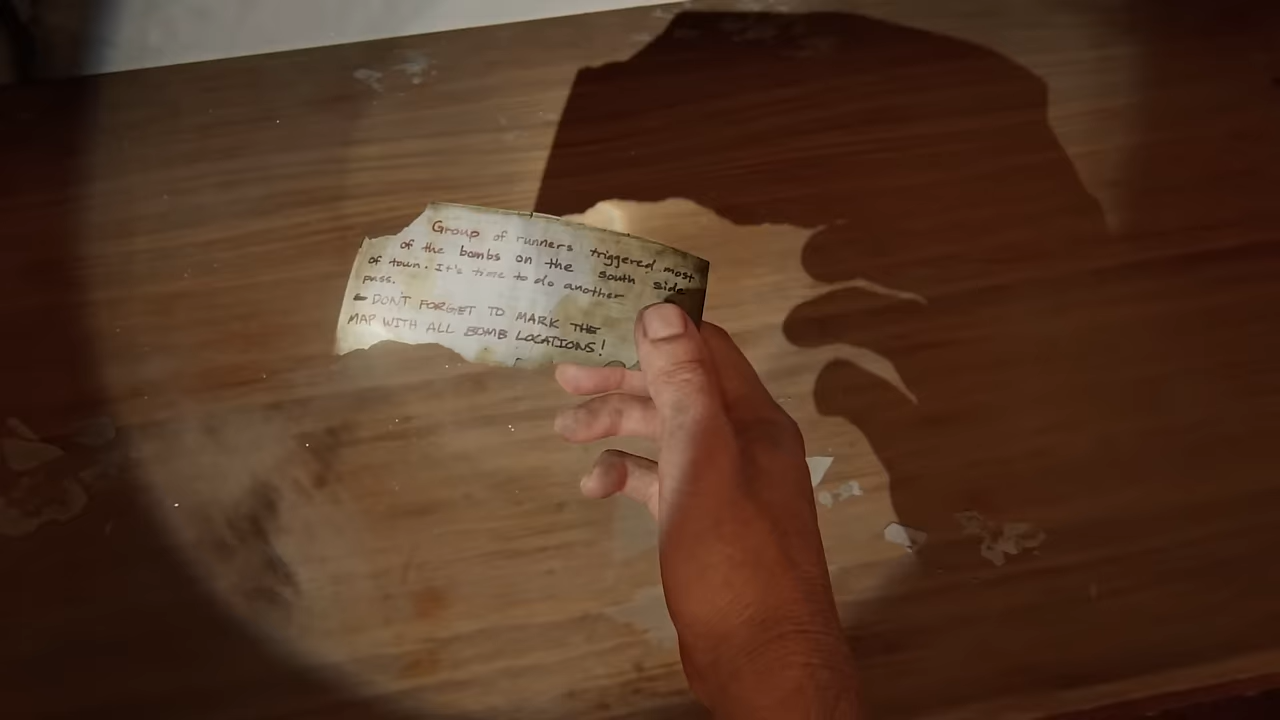 Group of runners triggered most
of the bombs on the south side
of town. It's time to do another
pass.
- DONT FORGET TO MARK THE
MAP WITH ALL BOMB LOCATIONS!